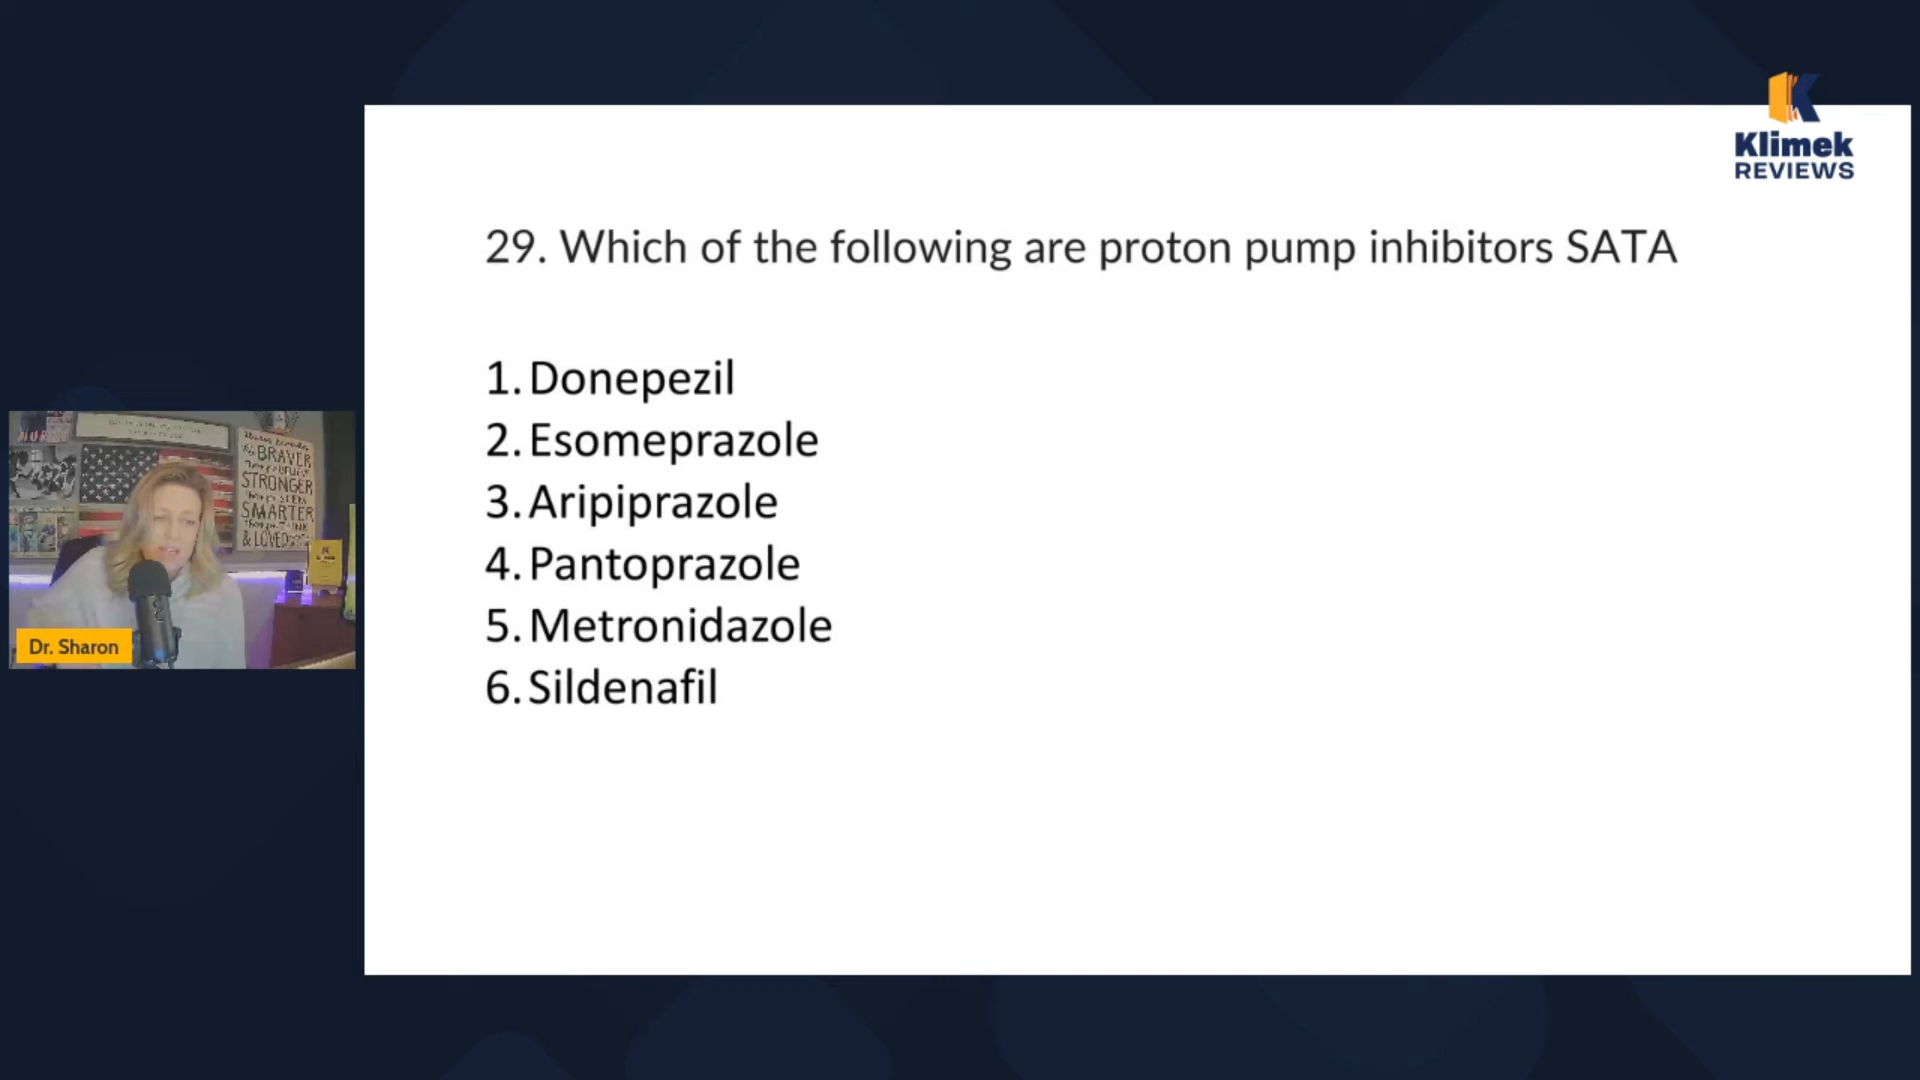 Klimek
REVIEWS
29. Which of the following are proton pump inhibitors SATA
1. Donepezil
2. Esomeprazole
3. Aripiprazole
4. Pantoprazole
5. Metronidazole
6. Sildenafil
BRAVER
STRONGER
SMARTER
& LOVED
Dr. Sharon